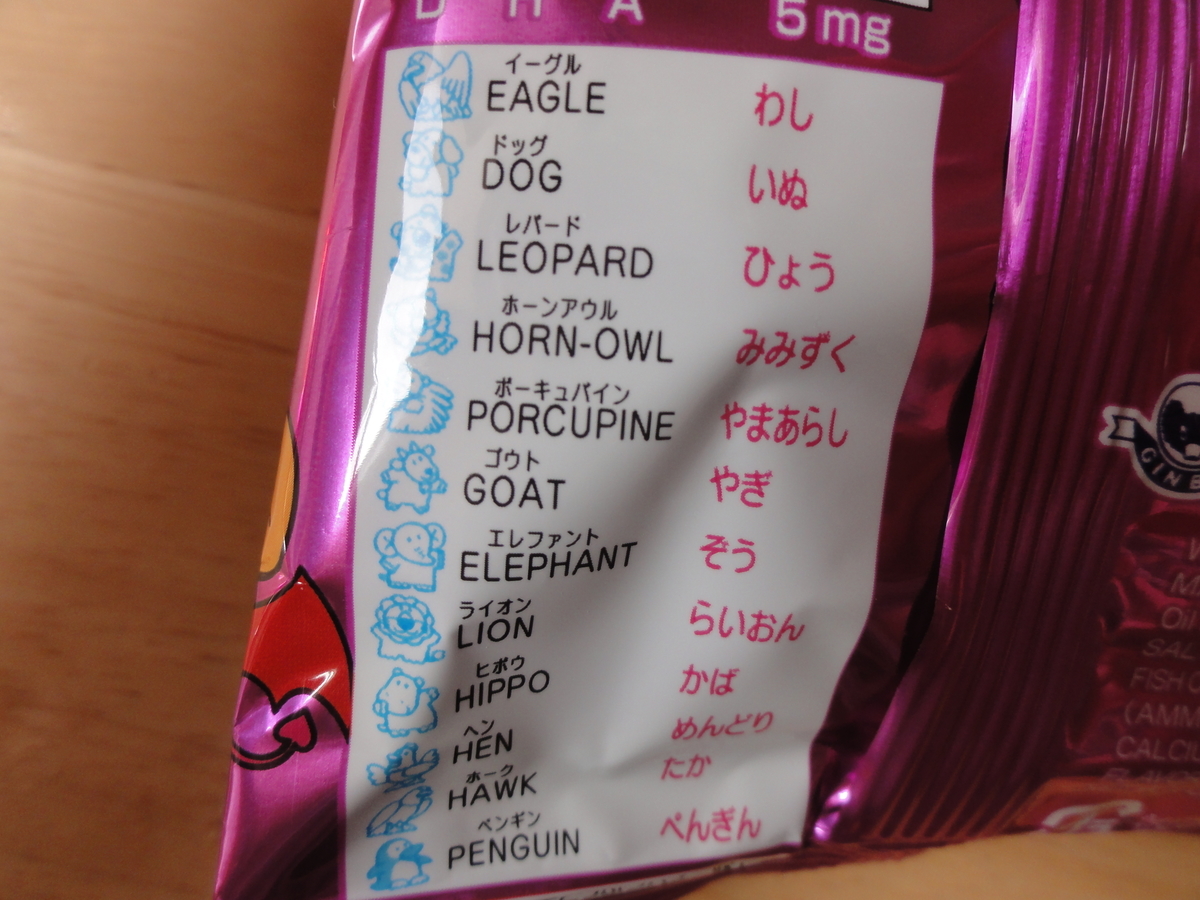 DHA 5mg
イーグル
EAGLE わし
ドッグ
DOG いぬ
レパード
LEOPARD ひょう
ホーンアウル
HORN-OWL みみずく
ポーキュパイン
PORCUPINE やまあらし
ゴウト
GOAT やぎ
エレファント
ELEPHANT ぞう
ライオン
LION らいおん
ヒポウ
HIPPO かば
ヘン
HEN めんどり
ホーク
HAWK たか
ペンギン
PENGUIN ぺんぎん
GINB
SAL
FISH
(AMM
CALCI